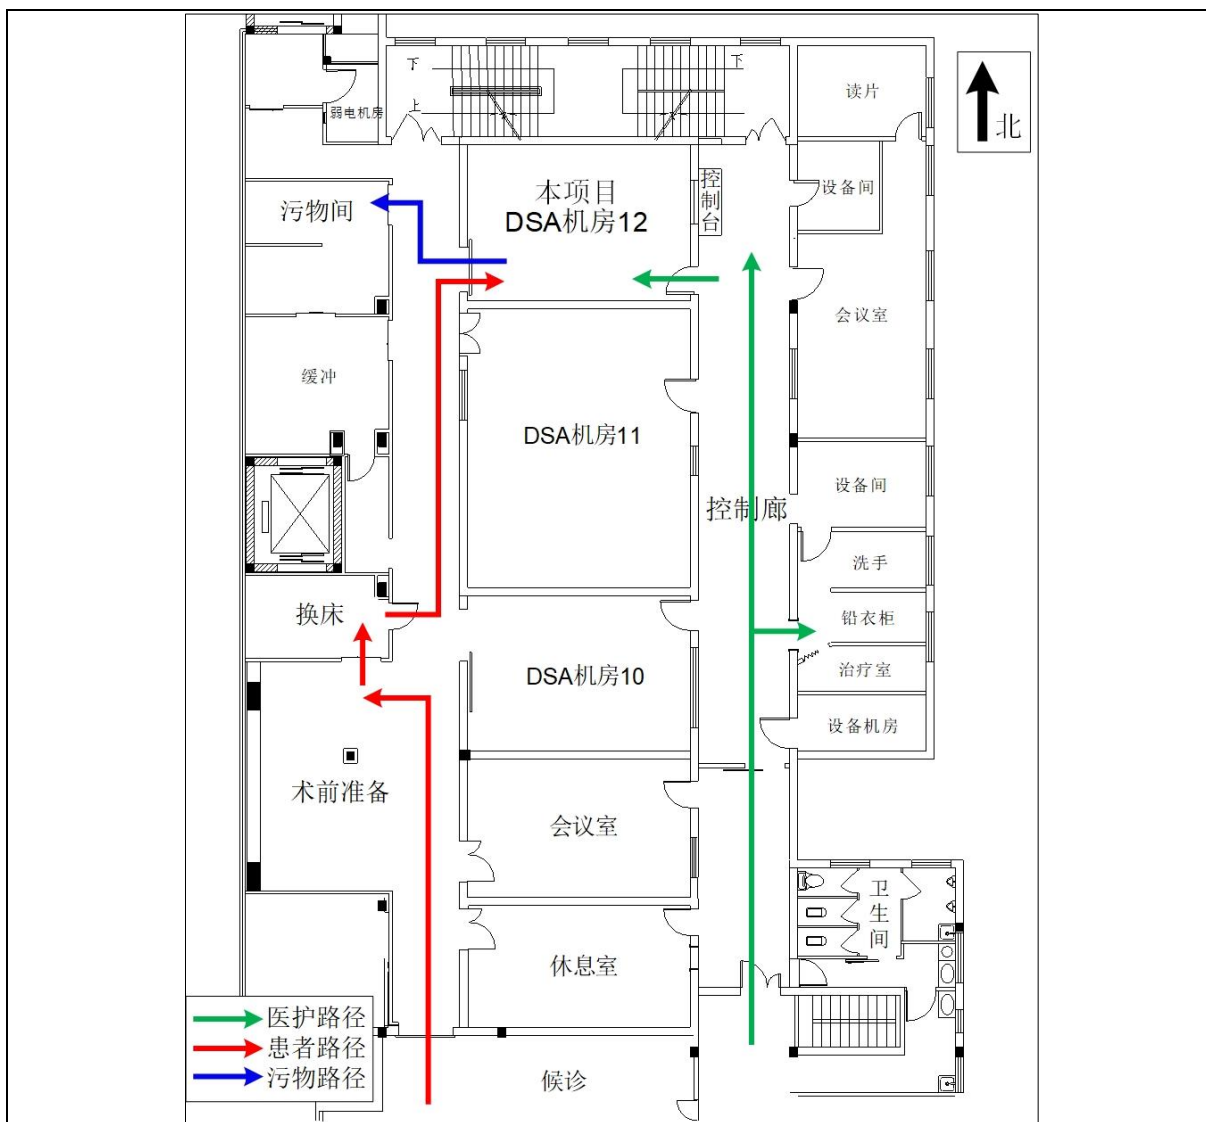 下
下
上
弱电机房
读片
北
本项目
DSA机房12
控制台
设备间
污物间
会议室
缓冲
DSA机房11
设备间
控制廊
洗手
换床
铅衣柜
DSA机房10
治疗室
设备机房
术前准备
会议室
卫生间
休息室
医护路径
患者路径
污物路径
候诊